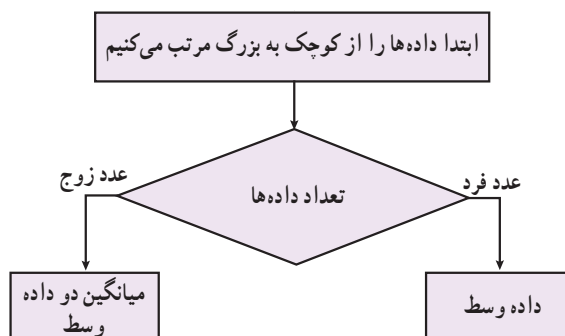 ابتدا داده‌ها را از کوچک به بزرگ مرتب می‌کنیم
تعداد داده‌ها
عدد فرد
عدد زوج
داده وسط
میانگین دو داده
وسط